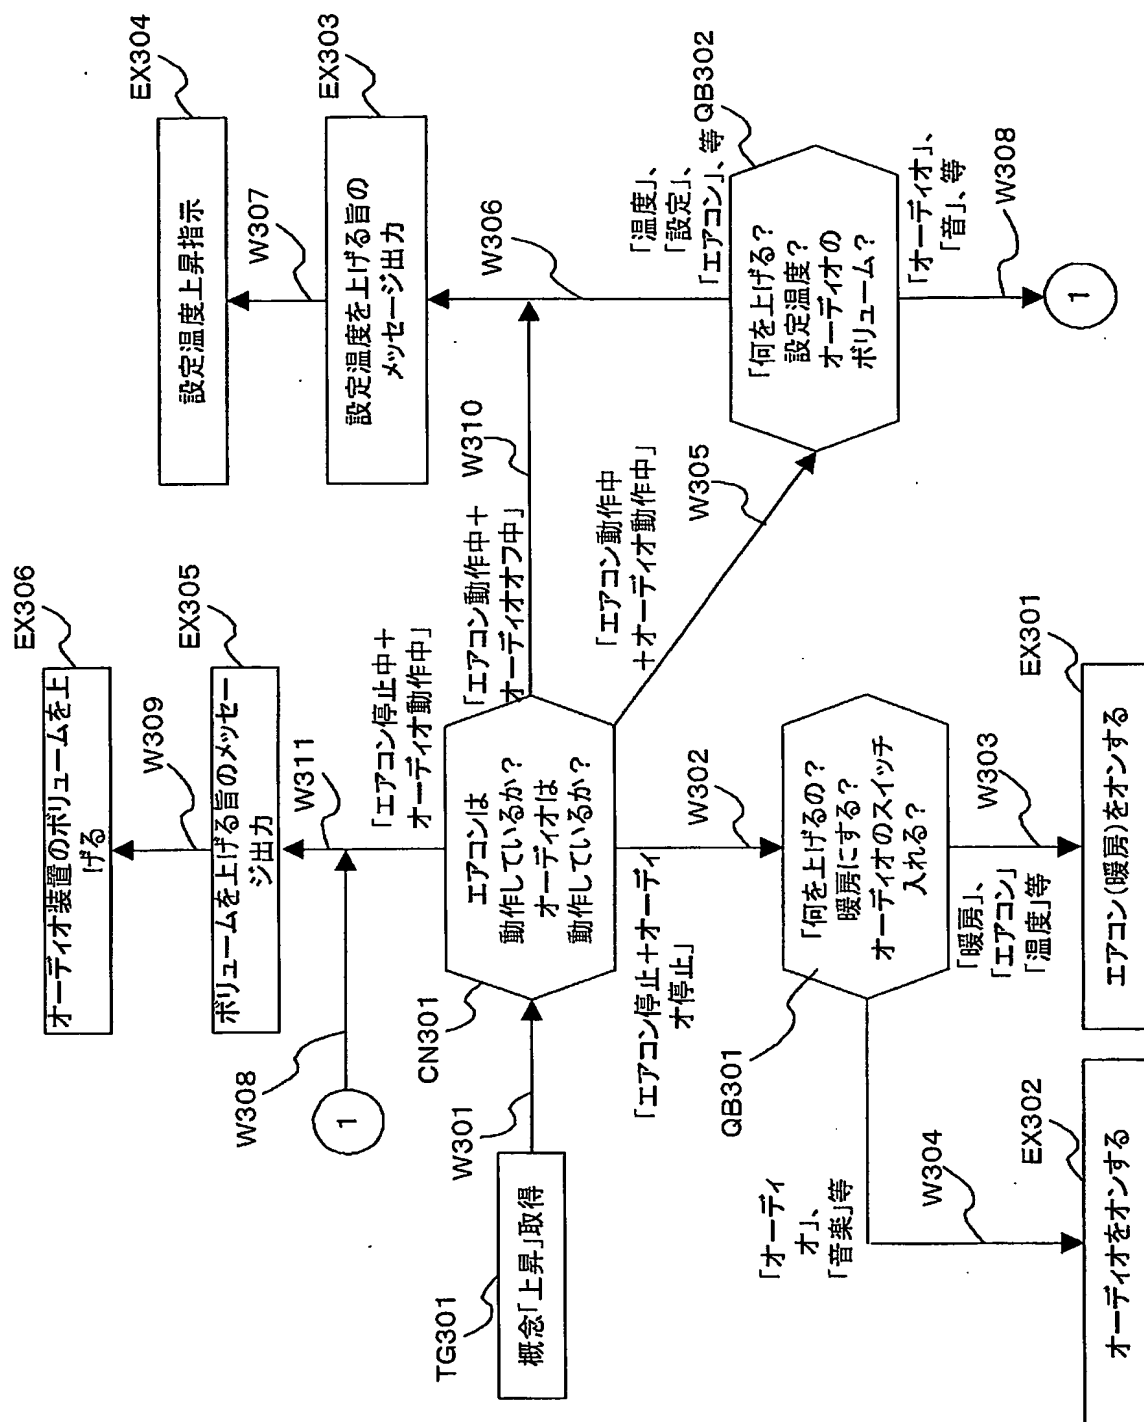 EX306
オーディオ装置のボリュームを上
げる
W309
EX305
ボリュームを上げる旨のメッセー
ジ出力
W311
「エアコン停止中+
オーディオ動作中」
W308
1
EX304
設定温度上昇指示
W307
EX303
設定温度を上げる旨の
メッセージ出力
W306
W310
「エアコン動作中+
オーディオオフ中」
TG301
概念「上昇」取得
W301
CN301
エアコンは
動作しているか?
オーディオは
動作しているか?
「エアコン動作中
+オーディオ動作中」
W305
「温度」、
「設定」、
「エアコン」、等
QB302
「何を上げる?
設定温度?
オーディオの
ボリューム?
「オーディオ」、
「音」、等
W308
1
「エアコン停止+オーディ
オ停止」
W302
QB301
「何を上げるの?
暖房にする?
オーディオのスイッチ
入れる?
「オーディ
オ」、
「音楽」等
W304
EX302
オーディオをオンする
「暖房」、
「エアコン」
「温度」等
W303
EX301
エアコン(暖房)をオンする